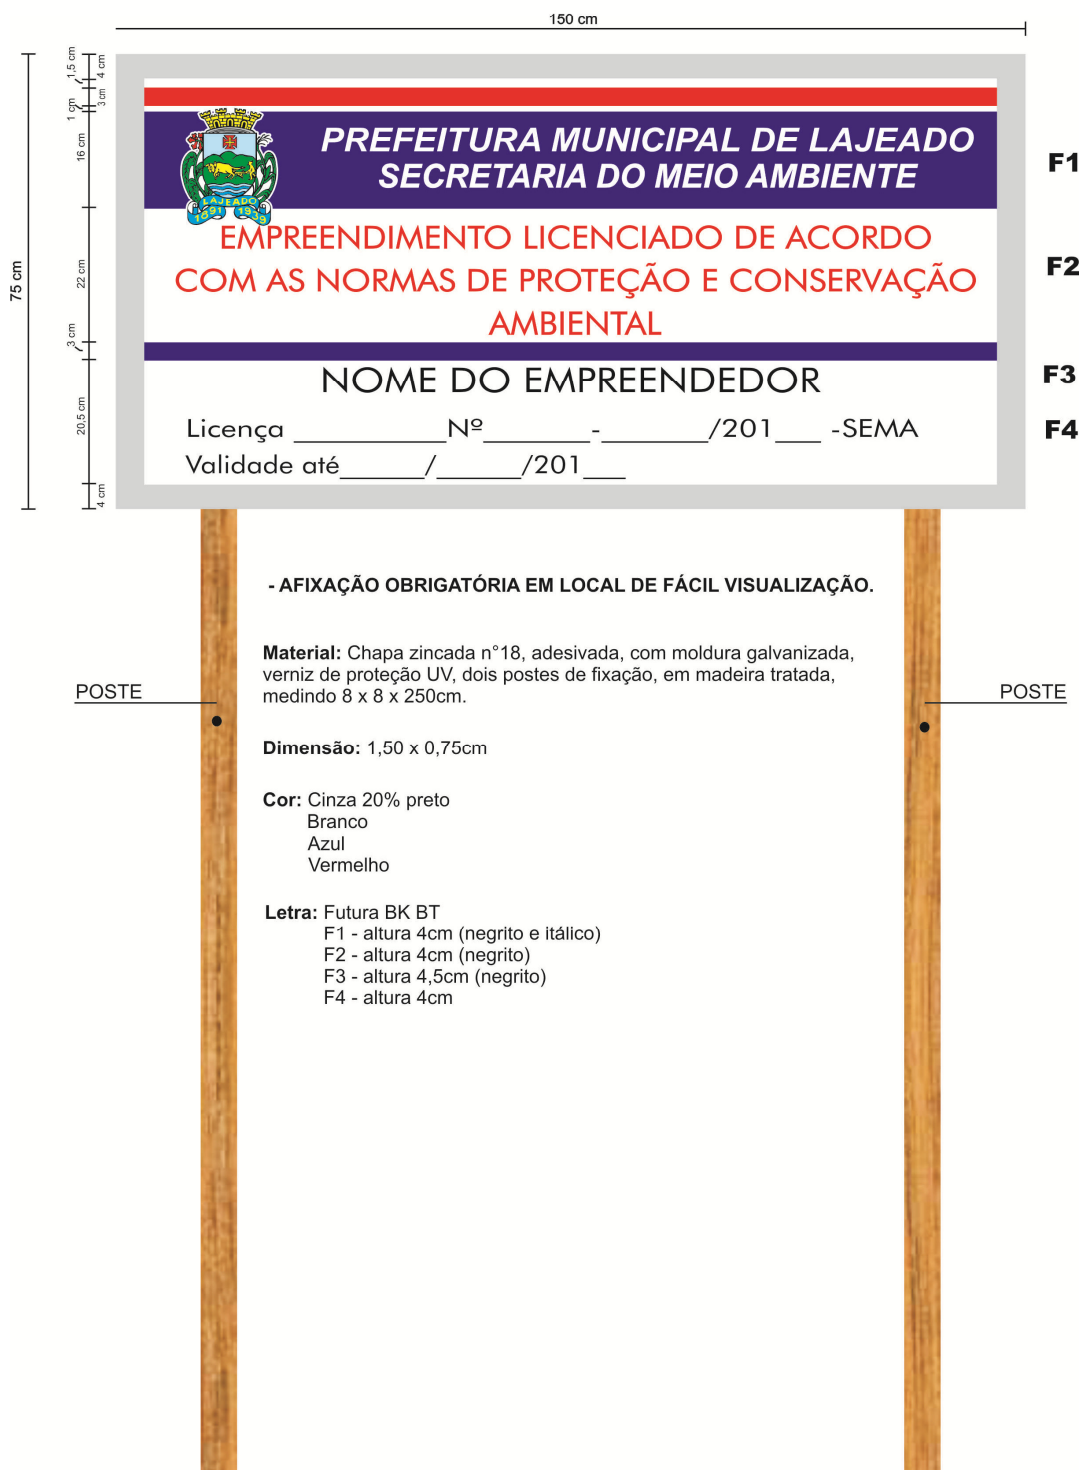 150 cm
75 cm
1,5 cm
4 cm
3 cm
1 cm
16 cm
22 cm
3 cm
20,5 cm
4 cm
PREFEITURA MUNICIPAL DE LAJEADO
SECRETARIA DO MEIO AMBIENTE
F1
LAJEADO
1891 1939
EMPREENDIMENTO LICENCIADO DE ACORDO
COM AS NORMAS DE PROTEÇÃO E CONSERVAÇÃO
AMBIENTAL
F2
NOME DO EMPREENDEDOR
F3
Licença ___________Nº________-________/201___ -SEMA
F4
Validade até______/______/201___
- AFIXAÇÃO OBRIGATÓRIA EM LOCAL DE FÁCIL VISUALIZAÇÃO.
Material: Chapa zincada n°18, adesivada, com moldura galvanizada,
verniz de proteção UV, dois postes de fixação, em madeira tratada,
medindo 8 x 8 x 250cm.
POSTE
POSTE
Dimensão: 1,50 x 0,75cm
Cor: Cinza 20% preto
Branco
Azul
Vermelho
Letra: Futura BK BT
F1 - altura 4cm (negrito e itálico)
F2 - altura 4cm (negrito)
F3 - altura 4,5cm (negrito)
F4 - altura 4cm